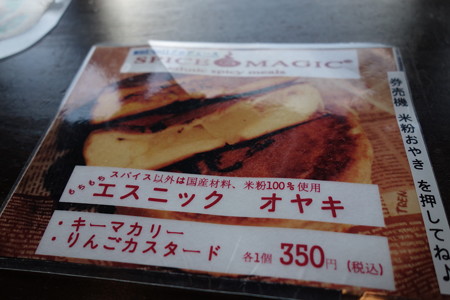 SPICE MAGIC
ethnic spicy meals
スパイス以外は国産材料、米粉100%使用
もちもち
エスニック オヤキ
・キーマカリー
・りんごカスタード 各1個 350円(税込)
券売機 米粉おやき を押してね♪